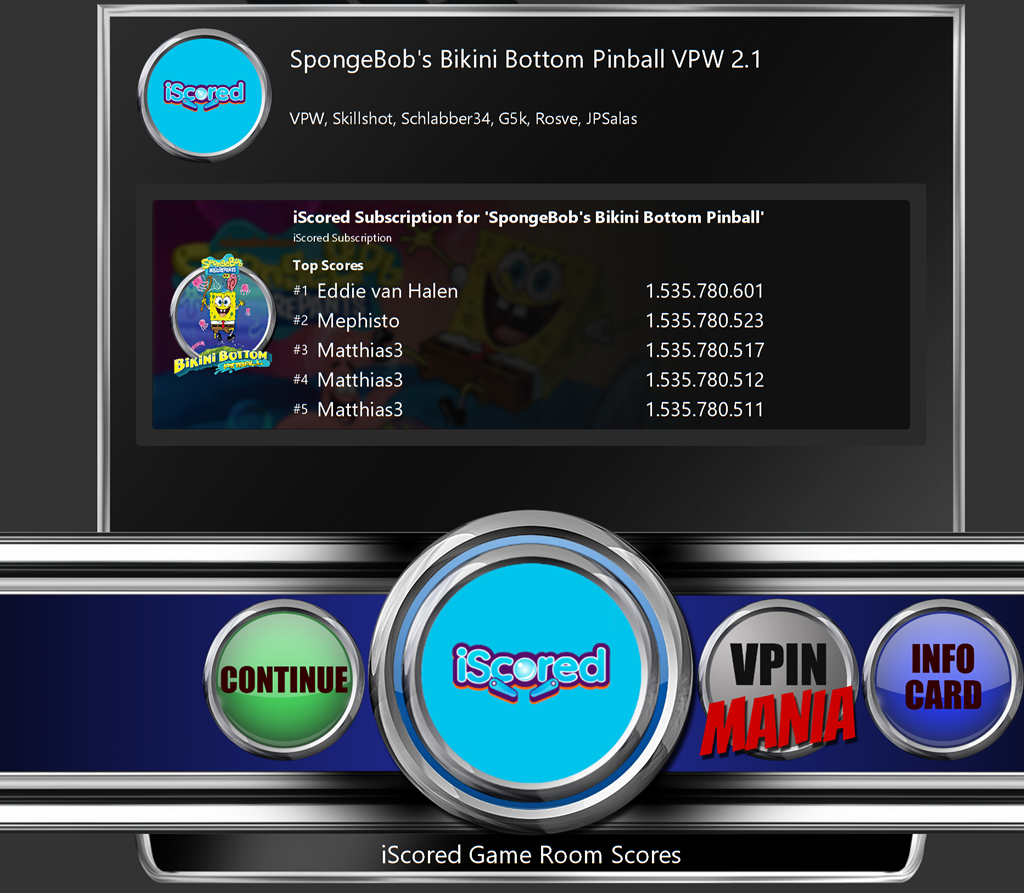 iScored
SpongeBob's Bikini Bottom Pinball VPW 2.1
VPW, Skillshot, Schlabber34, G5k, Rosve, JPSalas
iScored Subscription for 'SpongeBob's Bikini Bottom Pinball'
iScored Subscription
Top Scores
#1 Eddie van Halen 1.535.780.601
#2 Mephisto 1.535.780.523
#3 Matthias3 1.535.780.517
#4 Matthias3 1.535.780.512
#5 Matthias3 1.535.780.511
SpongeBob
BIKINI BOTTOM
CONTINUE
iScored
VPIN
MANIA
INFO
CARD
iScored Game Room Scores